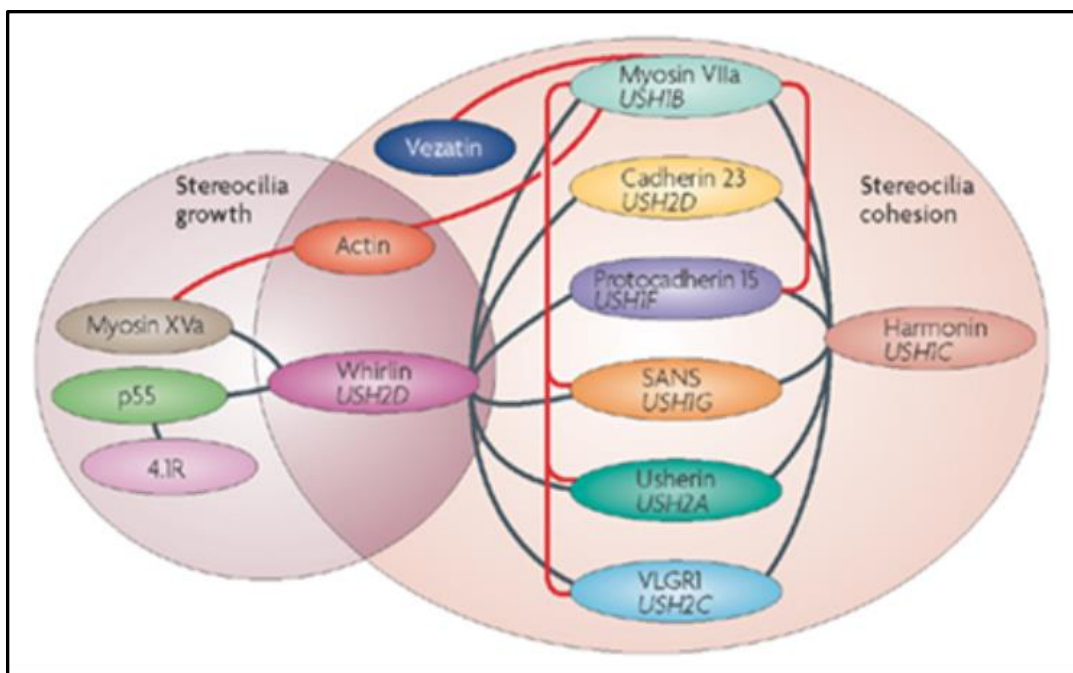 Myosin VIIa
USH1B
Vezatin
Stereocilia
growth
Cadherin 23
USH2D
Stereocilia
cohesion
Actin
Protocadherin 15
USH1F
Myosin XVa
Whirlin
USH2D
Harmonin
USH1C
p55
SANS
USH1G
4.1R
Usherin
USH2A
VLGR1
USH2C